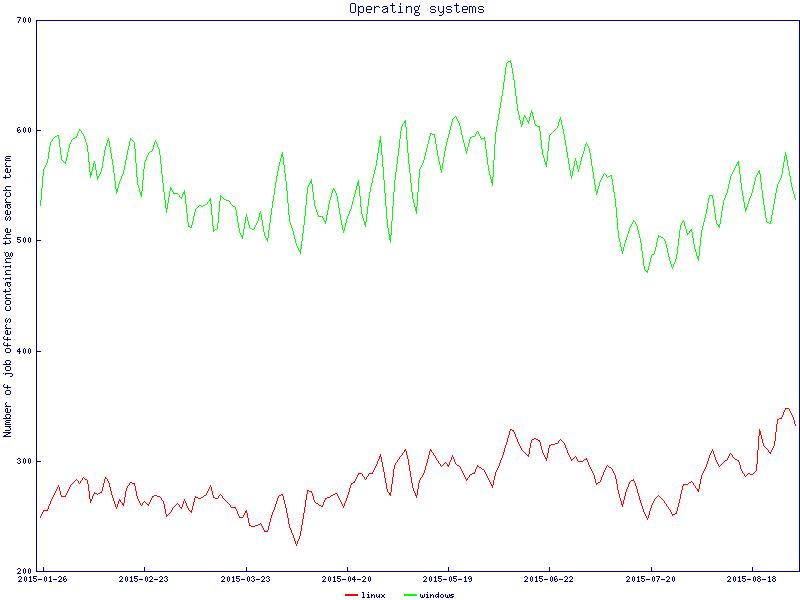 Operating systems
Number of job offers containing the search term
700
600
500
400
300
200
2015-01-26 2015-02-23 2015-03-23 2015-04-20 2015-05-19 2015-06-22 2015-07-20 2015-08-18
linux windows